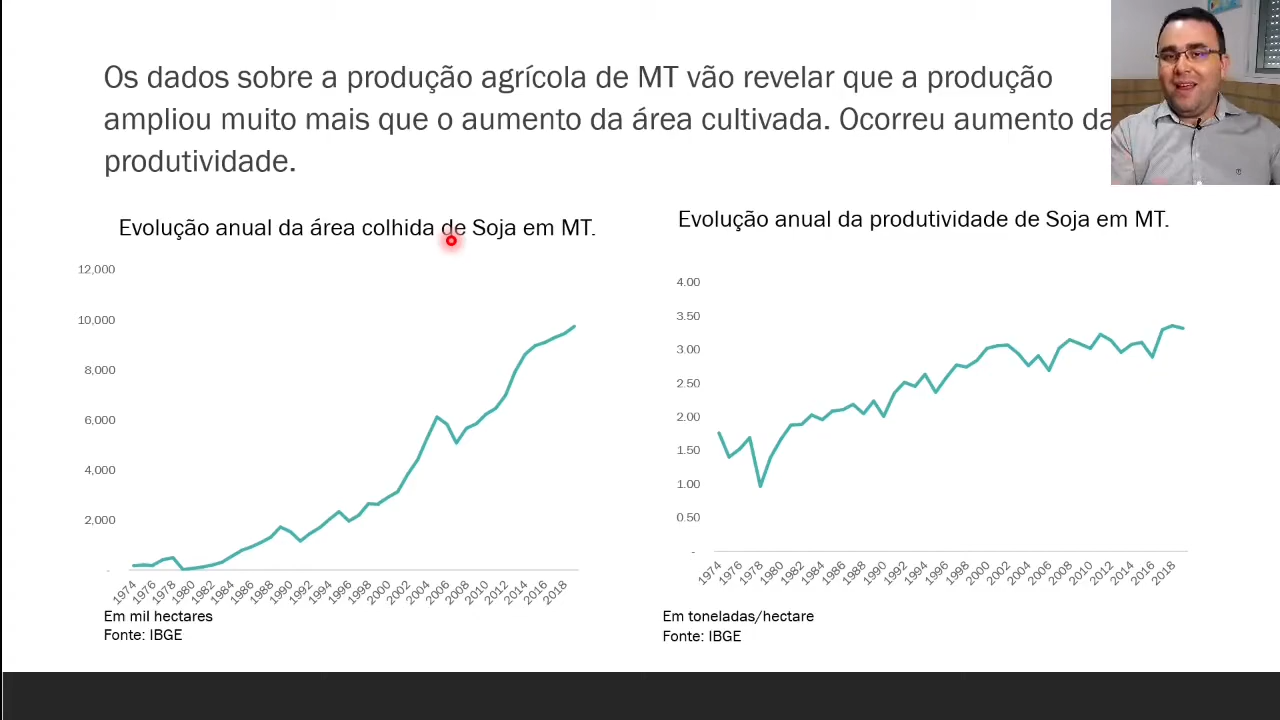 Os dados sobre a produção agrícola de MT vão revelar que a produção
ampliou muito mais que o aumento da área cultivada. Ocorreu aumento da
produtividade.
Evolução anual da área colhida de Soja em MT.
12,000
10,000
8,000
6,000
4,000
2,000
-
1974 1976 1978 1980 1982 1984 1986 1988 1990 1992 1994 1996 1998 2000 2002 2004 2006 2008 2010 2012 2014 2016 2018
Em mil hectares
Fonte: IBGE
Evolução anual da produtividade de Soja em MT.
4.00
3.50
3.00
2.50
2.00
1.50
1.00
0.50
-
1974 1976 1978 1980 1982 1984 1986 1988 1990 1992 1994 1996 1998 2000 2002 2004 2006 2008 2010 2012 2014 2016 2018
Em toneladas/hectare
Fonte: IBGE